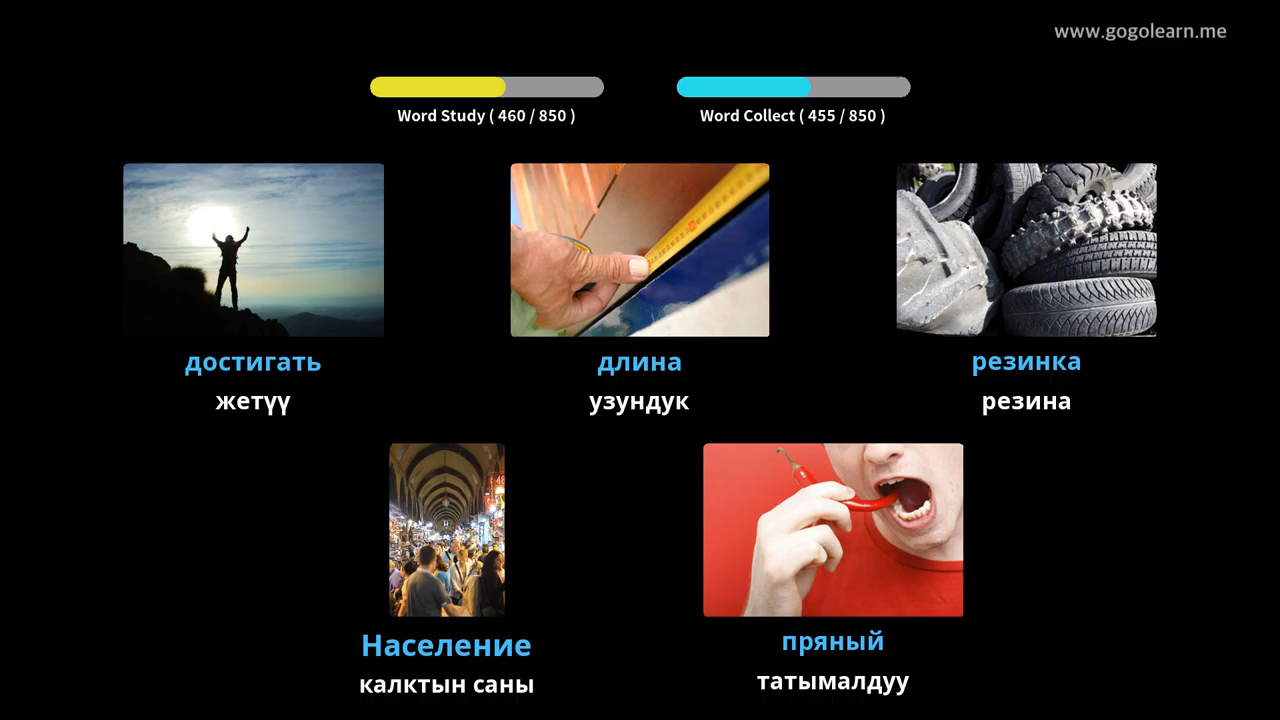 www.gogolearn.me
Word Study ( 460 / 850 )
Word Collect ( 455 / 850 )
достигать
жетүү
длина
узундук
резинка
резина
Население
калктын саны
пряный
татымалдуу